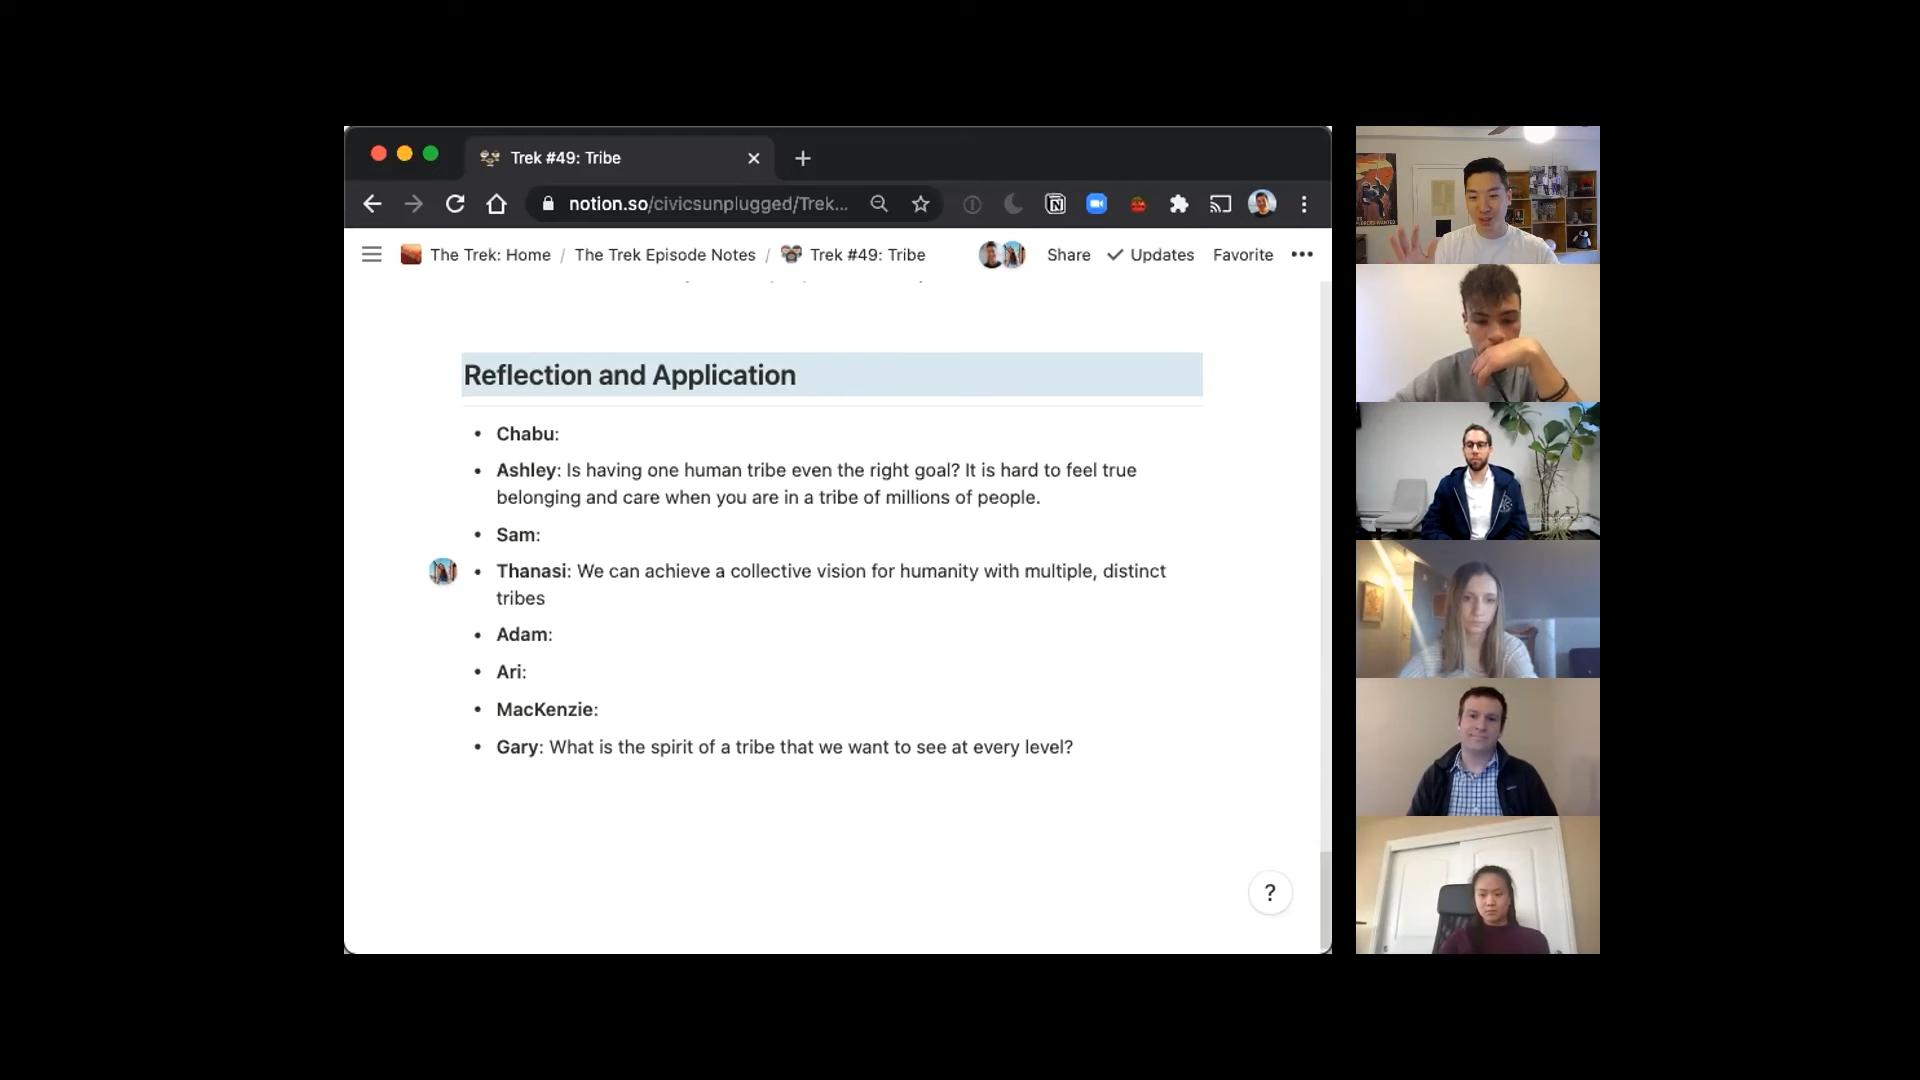 Trek #49: Tribe
notion.so/civicsunplugged/Trek...
The Trek: Home / The Trek Episode Notes / Trek #49: Tribe
Share Updates Favorite
Reflection and Application
• Chabu:
• Ashley: Is having one human tribe even the right goal? It is hard to feel true
belonging and care when you are in a tribe of millions of people.
• Sam:
• Thanasi: We can achieve a collective vision for humanity with multiple, distinct
tribes
• Adam:
• Ari:
• MacKenzie:
• Gary: What is the spirit of a tribe that we want to see at every level?
?